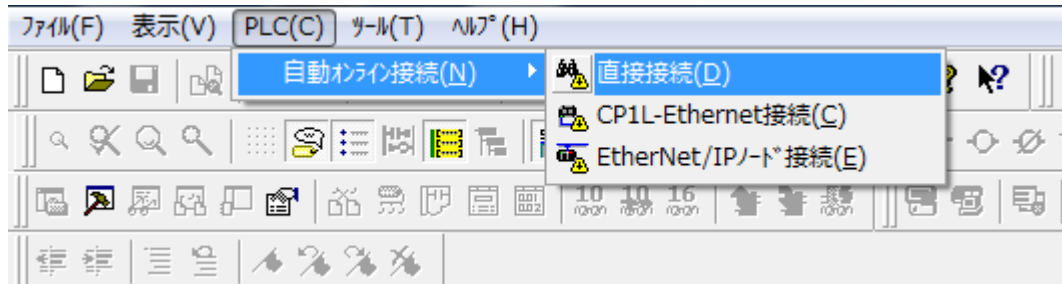 ﾌｧｲﾙ(F) 表示(V) PLC(C) ﾂｰﾙ(T) ﾍﾙﾌﾟ(H)
自動ｵﾝﾗｲﾝ接続(N)
直接接続(D)
CP1L-Ethernet接続(C)
EtherNet/IPﾉｰﾄﾞ接続(E)
10 10 16